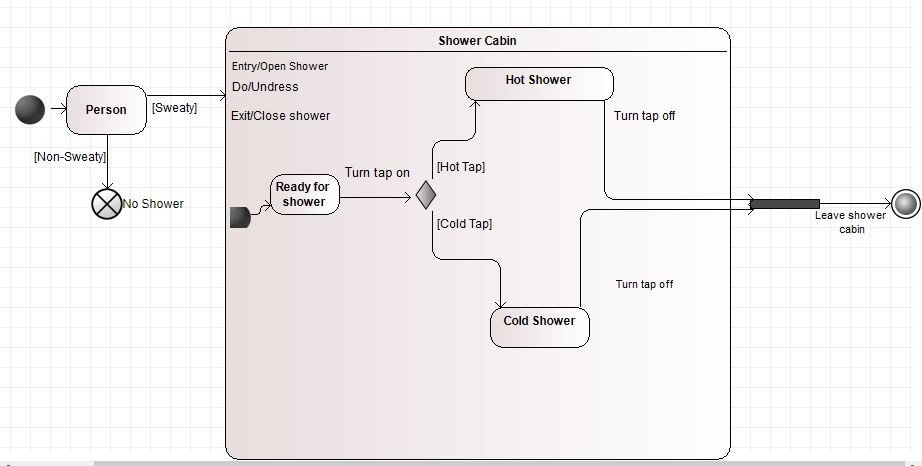 Shower Cabin
Entry/Open Shower
Do/Undress
Exit/Close shower
Person
[Sweaty]
[Non-Sweaty]
No Shower
Ready for
shower
Turn tap on
[Hot Tap]
[Cold Tap]
Hot Shower
Turn tap off
Cold Shower
Turn tap off
Leave shower
cabin